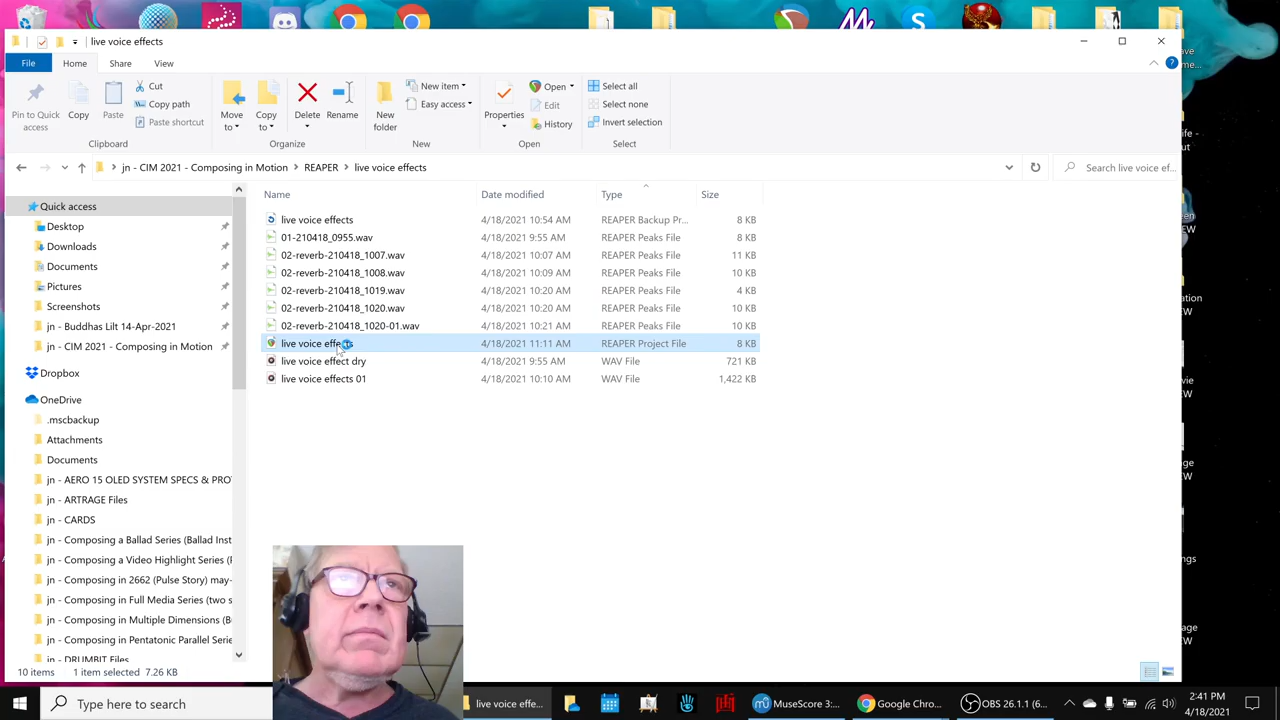 live voice effects
File
Home
Share
View
Pin to Quick access
Copy
Paste
Cut
Copy path
Paste shortcut
Clipboard
Move to
Copy to
Delete
Rename
Organize
New folder
New item
Easy access
New
Properties
Open
Edit
History
Open
Select all
Select none
Invert selection
Select
jn - CIM 2021 - Composing in Motion
REAPER
live voice effects
Search live voice ef...
Name
Date modified
Type
Size
live voice effects 4/18/2021 10:54 AM REAPER Backup Pr... 8 KB
01-210418_0955.wav 4/18/2021 9:55 AM REAPER Peaks File 8 KB
02-reverb-210418_1007.wav 4/18/2021 10:07 AM REAPER Peaks File 11 KB
02-reverb-210418_1008.wav 4/18/2021 10:09 AM REAPER Peaks File 10 KB
02-reverb-210418_1019.wav 4/18/2021 10:20 AM REAPER Peaks File 4 KB
02-reverb-210418_1020.wav 4/18/2021 10:20 AM REAPER Peaks File 10 KB
02-reverb-210418_1020-01.wav 4/18/2021 10:21 AM REAPER Peaks File 10 KB
live voice effects 4/18/2021 11:11 AM REAPER Project File 8 KB
live voice effect dry 4/18/2021 9:55 AM WAV File 721 KB
live voice effects 01 4/18/2021 10:10 AM WAV File 1,422 KB
Quick access
Desktop
Downloads
Documents
Pictures
Screenshots
jn - Buddhas Lilt 14-Apr-2021
jn - CIM 2021 - Composing in Motion
Dropbox
OneDrive
.mscbackup
Attachments
Documents
jn - AERO 15 OLED SYSTEM SPECS & PRO
jn - ARTRAGE Files
jn - CARDS
jn - Composing a Ballad Series (Ballad Inst
jn - Composing a Video Highlight Series (
jn - Composing in 2662 (Pulse Story) may-
jn - Composing in Full Media Series (two s
jn - Composing in Multiple Dimensions (B
jn - Composing in Pentatonic Parallel Serie
jn - DRUMBIT Files
10 items
1 item selected 7.26 KB
Type here to search
live voice effe...
MuseScore 3:...
Google Chro...
OBS 26.1.1 (6...
2:41 PM
4/18/2021